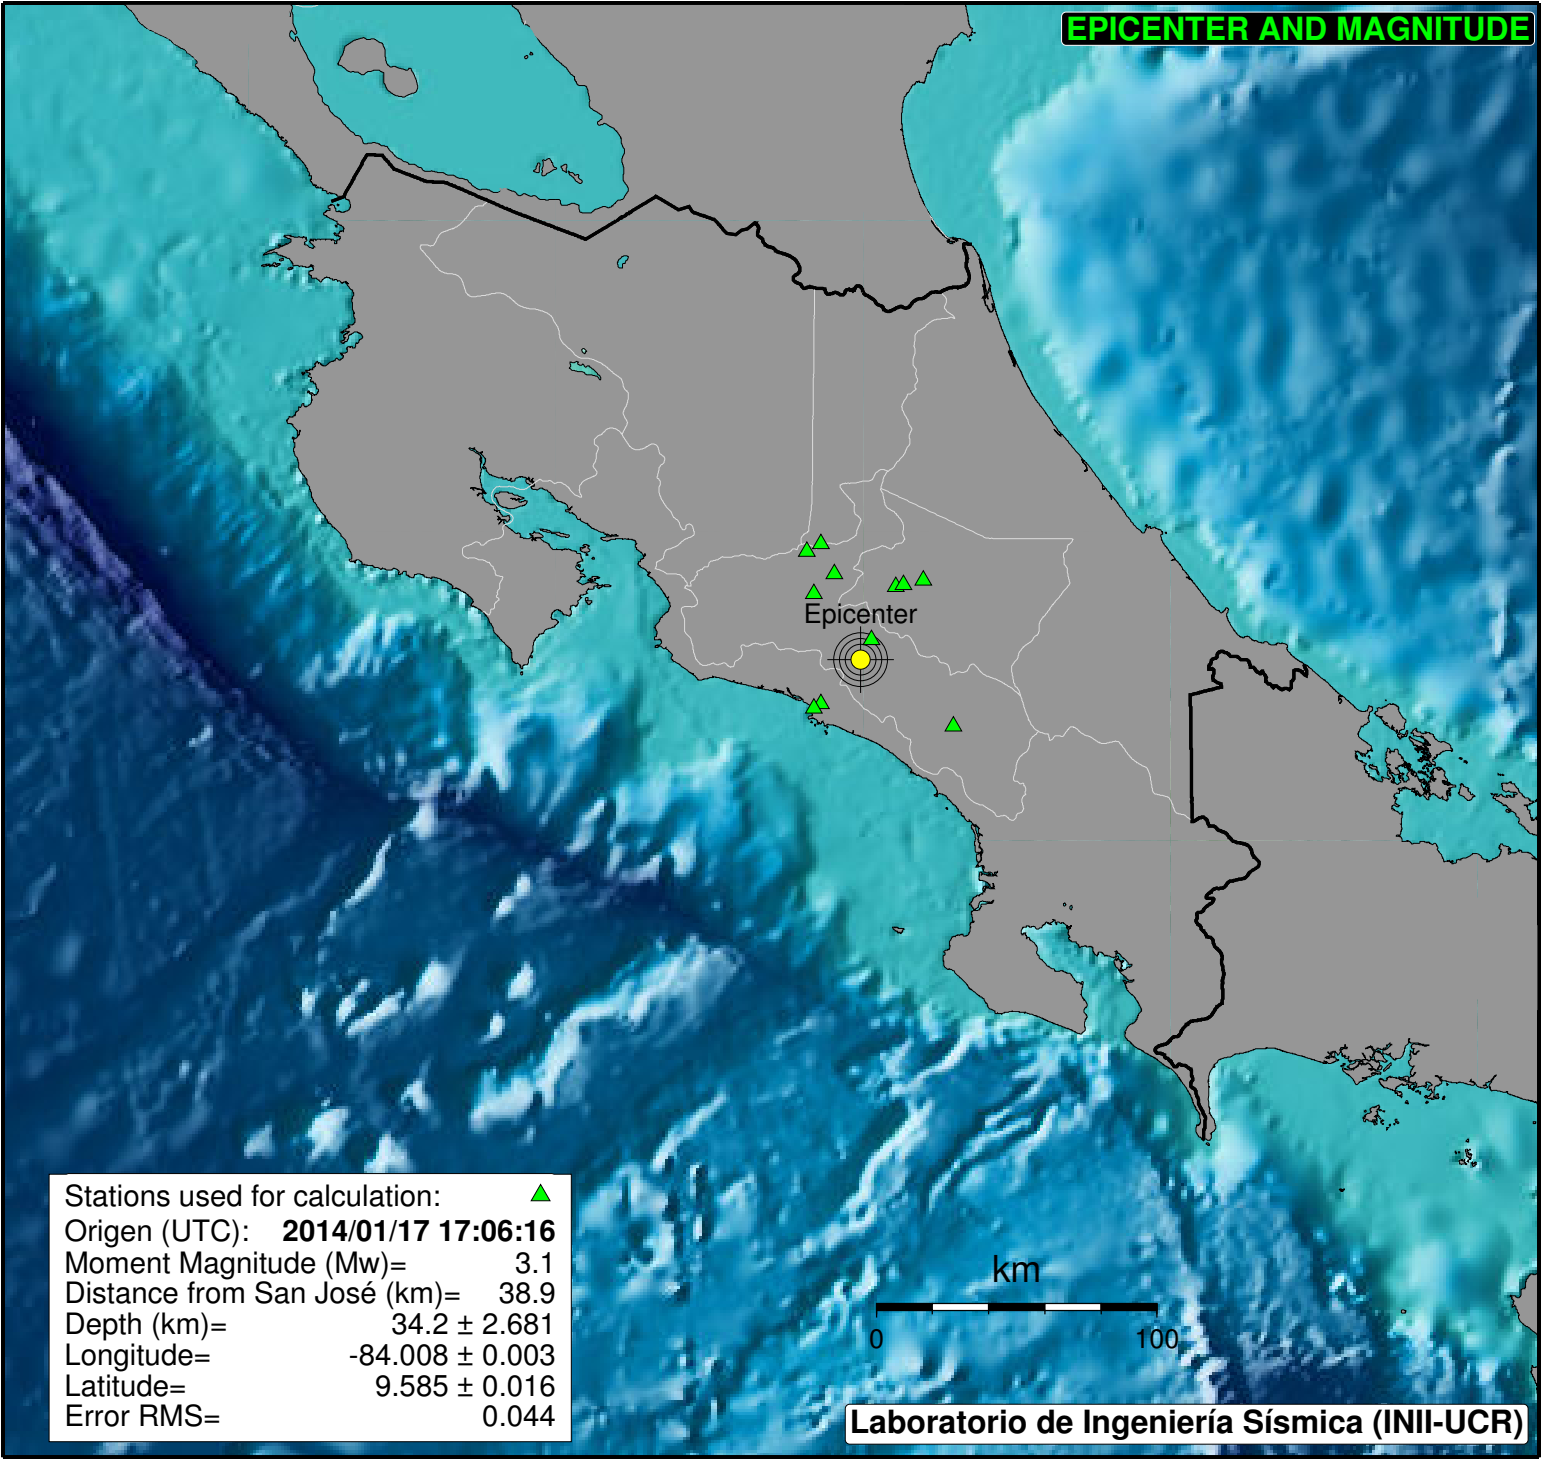 EPICENTER AND MAGNITUDE
Epicenter
Stations used for calculation:
Origen (UTC): 2014/01/17 17:06:16
Moment Magnitude (Mw)= 3.1
Distance from San José (km)= 38.9
Depth (km)= 34.2 ± 2.681
Longitude= -84.008 ± 0.003
Latitude= 9.585 ± 0.016
Error RMS= 0.044
km
0 100
Laboratorio de Ingeniería Sísmica (INII-UCR)